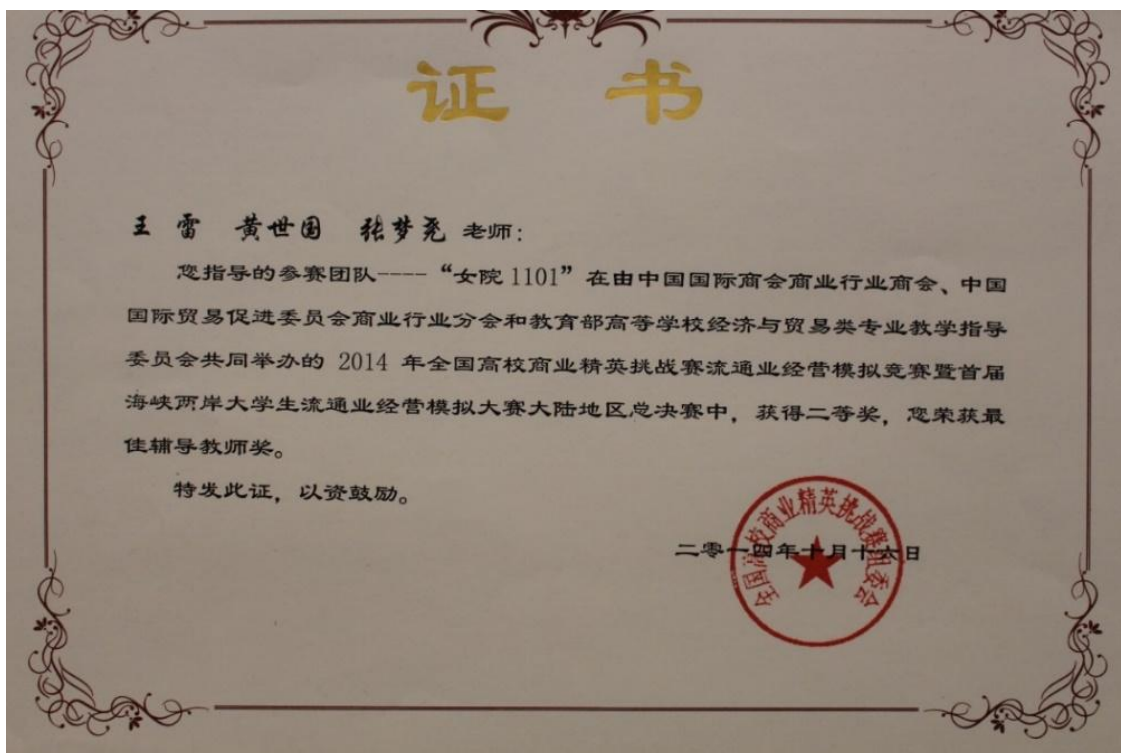 证 书
王 雷 黄世国 张梦尧 老师：
您指导的参赛团队----“女院 1101”在由中国国际商会商业行业商会、中国
国际贸易促进委员会商业行业分会和教育部高等学校经济与贸易类专业教学指导
委员会共同举办的 2014 年全国高校商业精英挑战赛流通业经营模拟竞赛暨首届
海峡两岸大学生流通业经营模拟大赛大陆地区总决赛中，获得二等奖，您荣获最
佳辅导教师奖。
特发此证，以资鼓励。
二零一四年十月十六日
全国高校商业精英挑战赛组委会